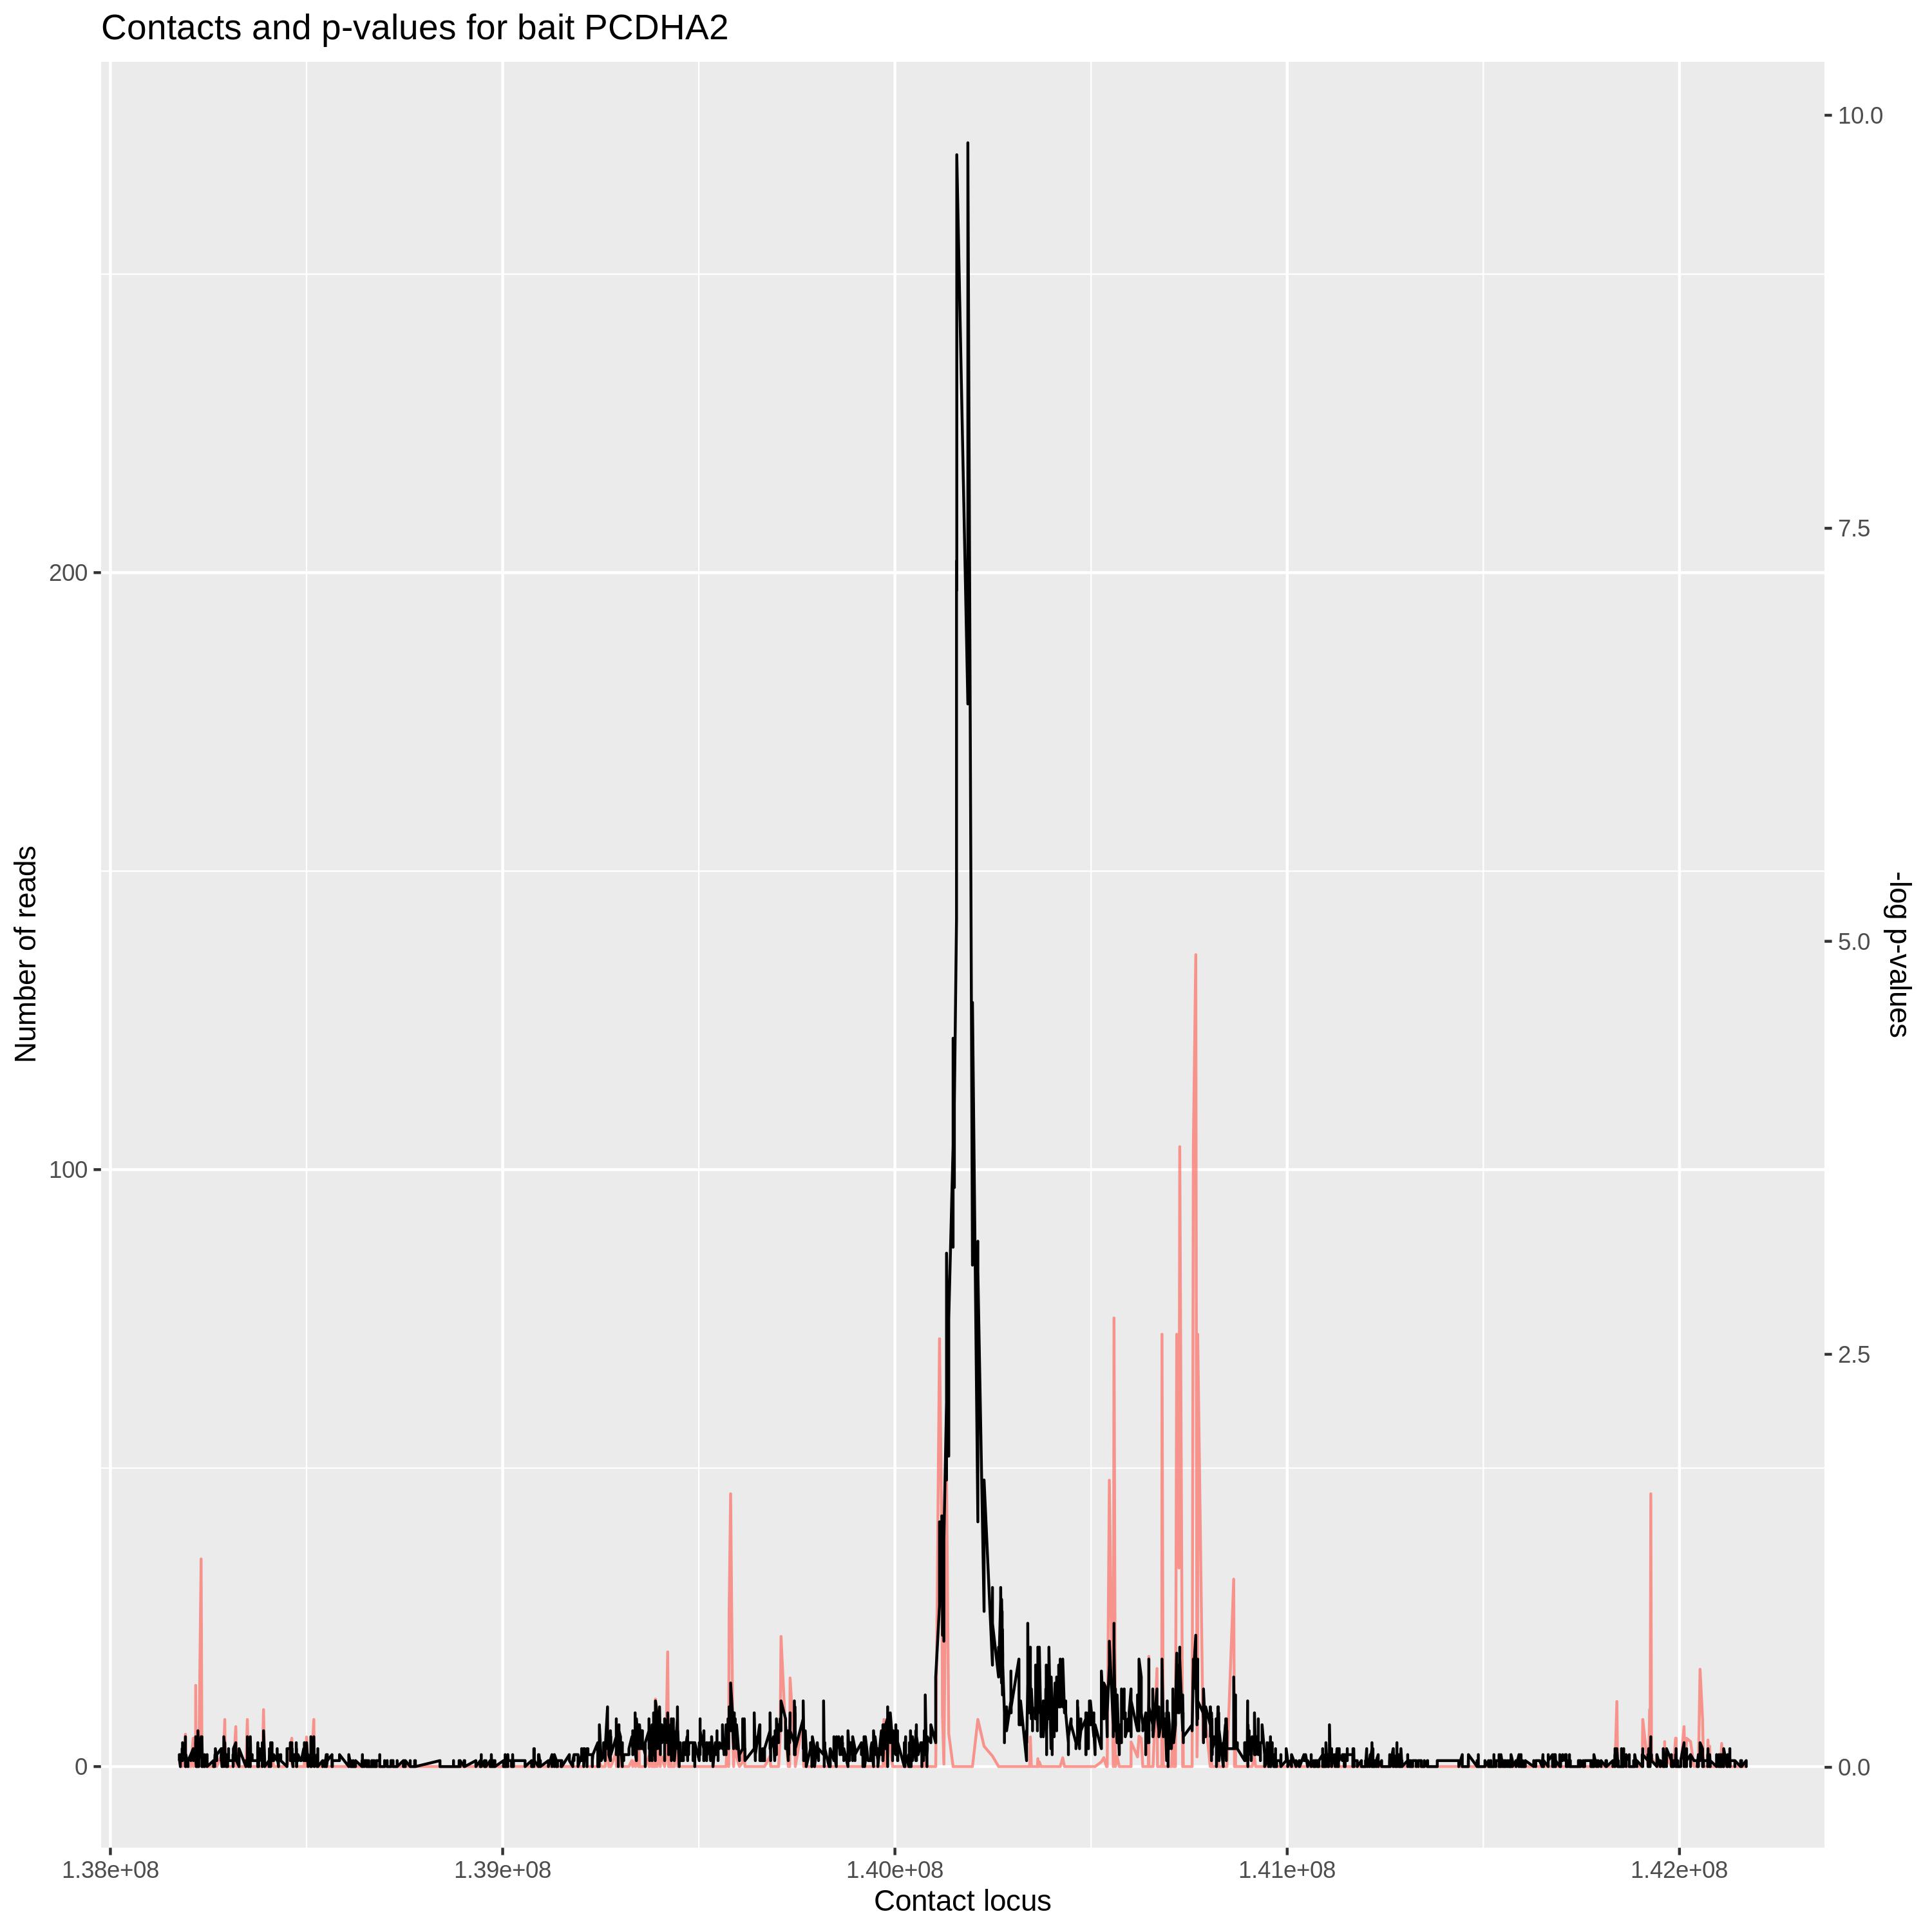 Contacts and p-values for bait PCDHA2
Number of reads
200
100
0
10.0
7.5
5.0
2.5
0.0
-log p-values
1.38e+08
1.39e+08
1.40e+08
1.41e+08
1.42e+08
Contact locus